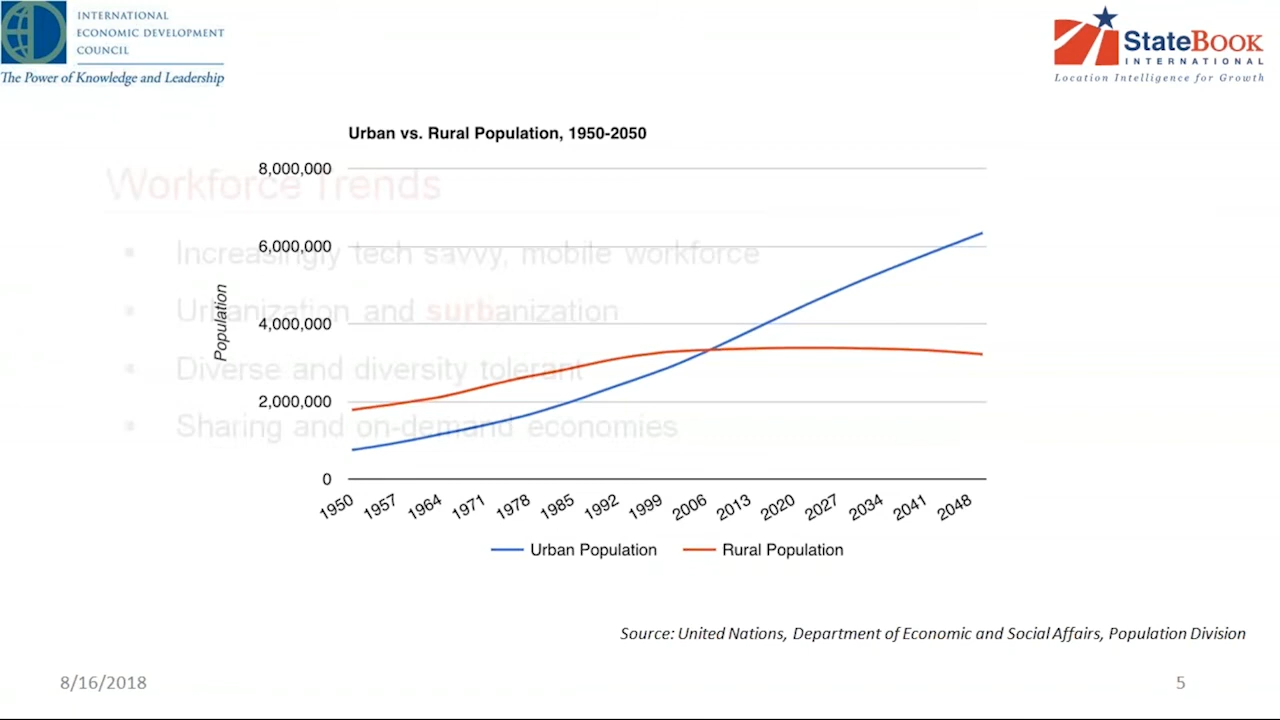 INTERNATIONAL
ECONOMIC DEVELOPMENT
COUNCIL
The Power of Knowledge and Leadership
StateBook
INTERNATIONAL
Location Intelligence for Growth
Urban vs. Rural Population, 1950-2050
Workforce Trends
▪ Increasingly tech savvy, mobile workforce
▪ Urbanization and surbanization
▪ Diverse and diversity tolerant
▪ Sharing and on-demand economies
Population
8,000,000
6,000,000
4,000,000
2,000,000
0
1950 1957 1964 1971 1978 1985 1992 1999 2006 2013 2020 2027 2034 2041 2048
Urban Population Rural Population
Source: United Nations, Department of Economic and Social Affairs, Population Division
8/16/2018 5